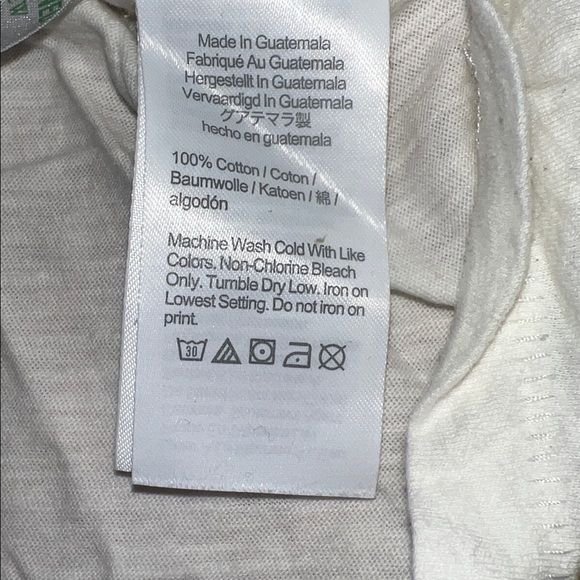 Made In Guatemala
Fabriqué Au Guatemala
Hergestellt In Guatemala
Vervaardigd In Guatemala
グアテマラ製
hecho en guatemala
100% Cotton / Coton /
Baumwolle / Katoen / 綿 /
algodón
Machine Wash Cold With Like
Colors. Non-Chlorine Bleach
Only. Tumble Dry Low. Iron on
Lowest Setting. Do not iron on
print.
30